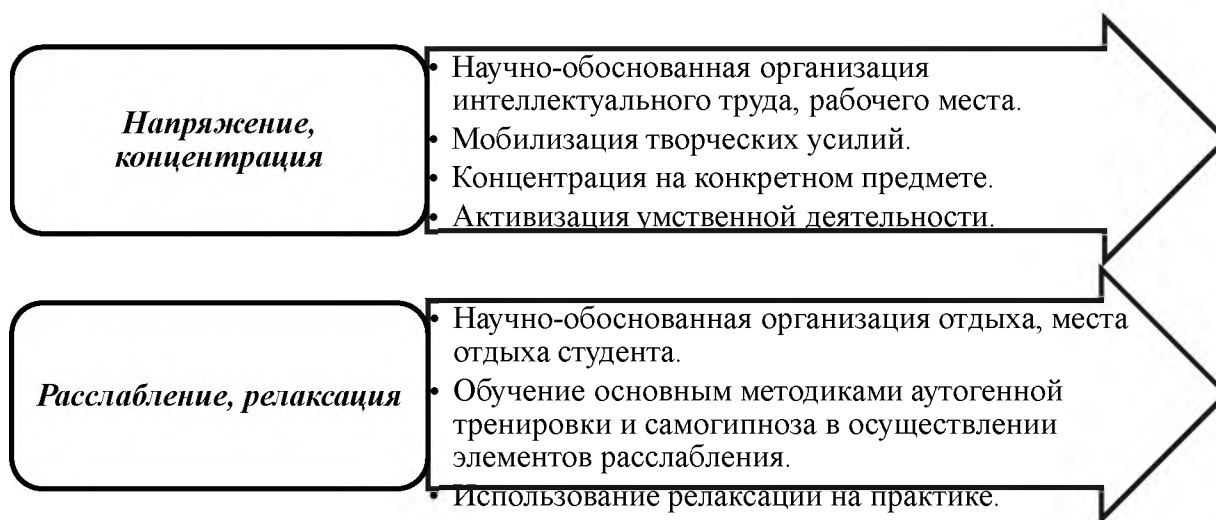 Напряжение,
концентрация
• Научно-обоснованная организация
интеллектуального труда, рабочего места.
• Мобилизация творческих усилий.
• Концентрация на конкретном предмете.
• Активизация умственной деятельности.
Расслабление, релаксация
• Научно-обоснованная организация отдыха, места
отдыха студента.
• Обучение основным методиками аутогенной
тренировки и самогипноза в осуществлении
элементов расслабления.
• Использование релаксации на практике.